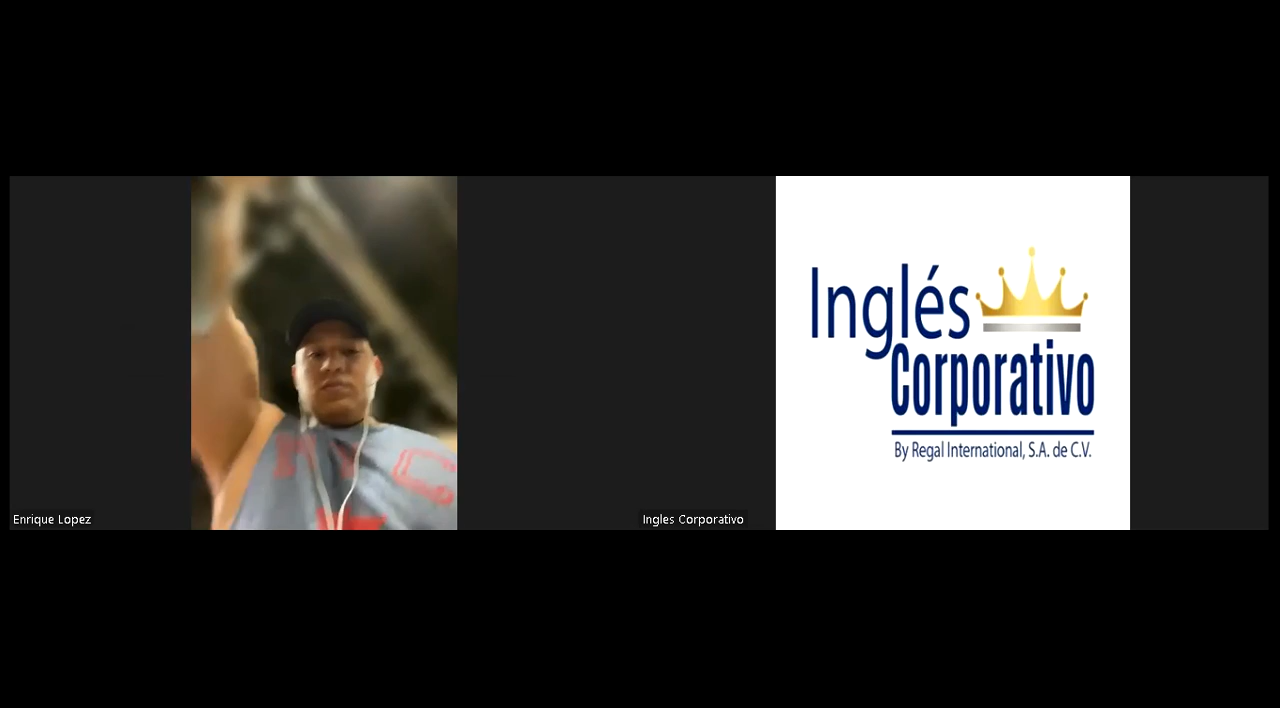 Inglés
Corporativo
By Regal International, S.A. de C.V.
Enrique Lopez
Ingles Corporativo